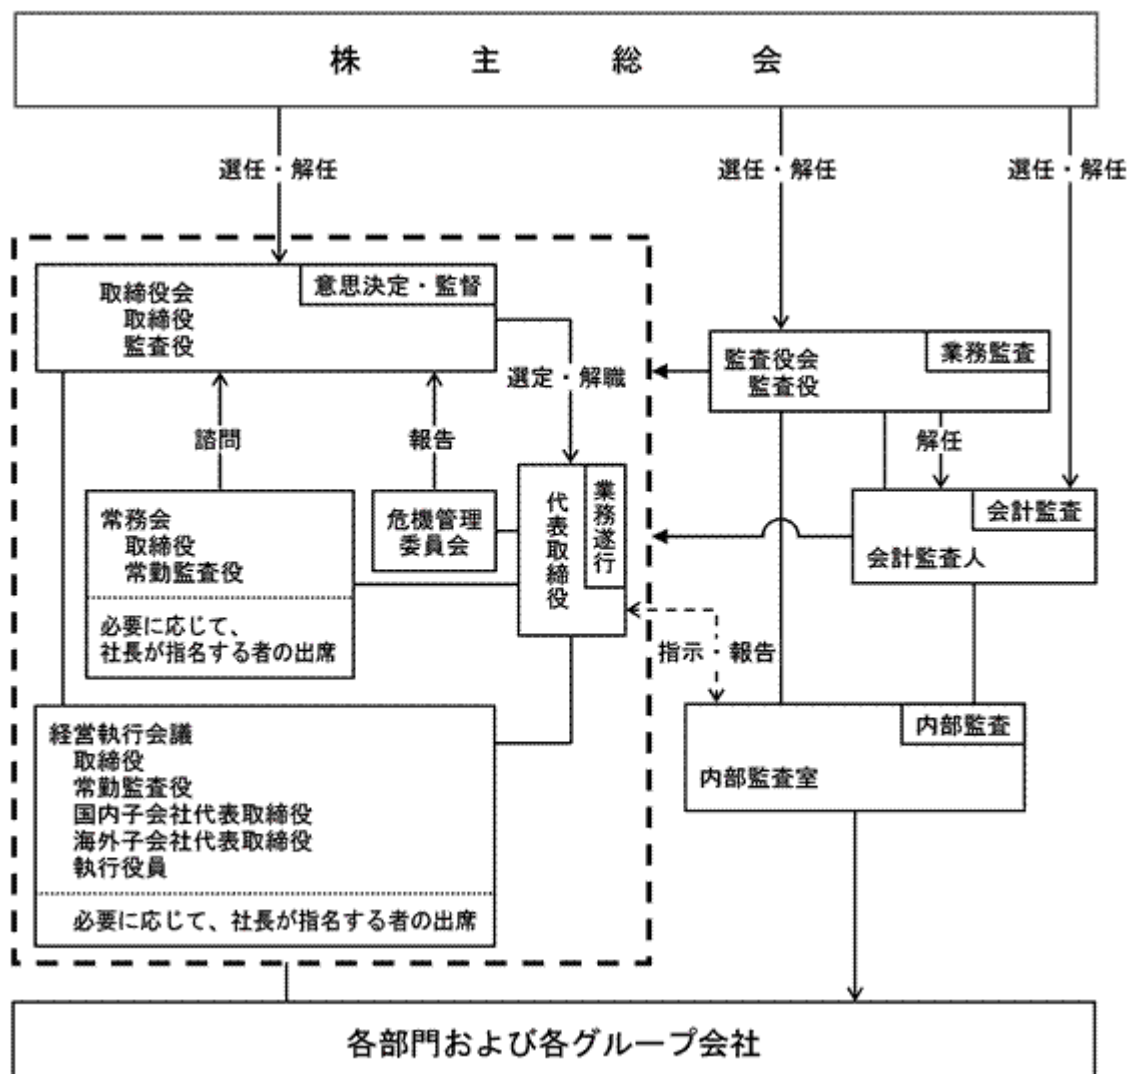 株主総会
選任・解任
選任・解任
選任・解任
意思決定・監督
取締役会
取締役
監査役
選定・解職
業務監査
監査役会
監査役
諮問
報告
解任
常務会
取締役
常勤監査役
必要に応じて、
社長が指名する者の出席
危機管理
委員会
代表取締役
業務遂行
会計監査
会計監査人
指示・報告
経営執行会議
取締役
常勤監査役
国内子会社代表取締役
海外子会社代表取締役
執行役員
必要に応じて、社長が指名する者の出席
内部監査
内部監査室
各部門および各グループ会社